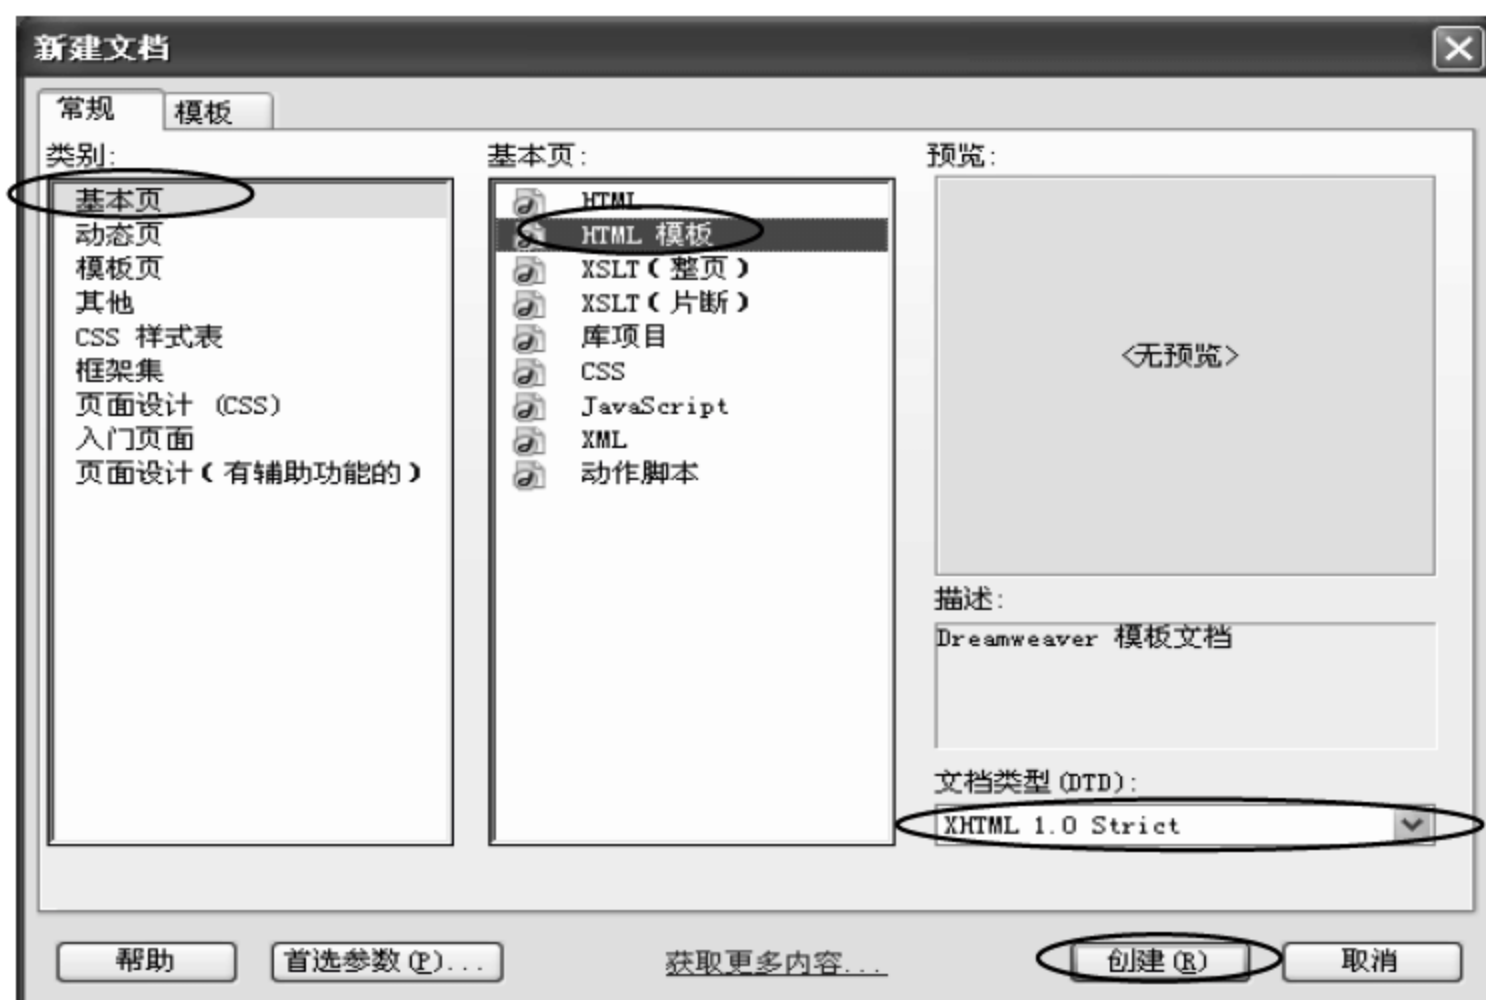 新建文档
常规
模板
类别:
基本页
动态页
模板页
其他
CSS 样式表
框架集
页面设计 (CSS)
入门页面
页面设计(有辅助功能的)
基本页:
HTML
HTML 模板
XSLT(整页)
XSLT(片断)
库项目
CSS
JavaScript
XML
动作脚本
预览:
<无预览>
描述:
Dreamweaver 模板文档
文档类型(DTD):
XHTML 1.0 Strict
帮助
首选参数(P)...
获取更多内容...
创建(R)
取消